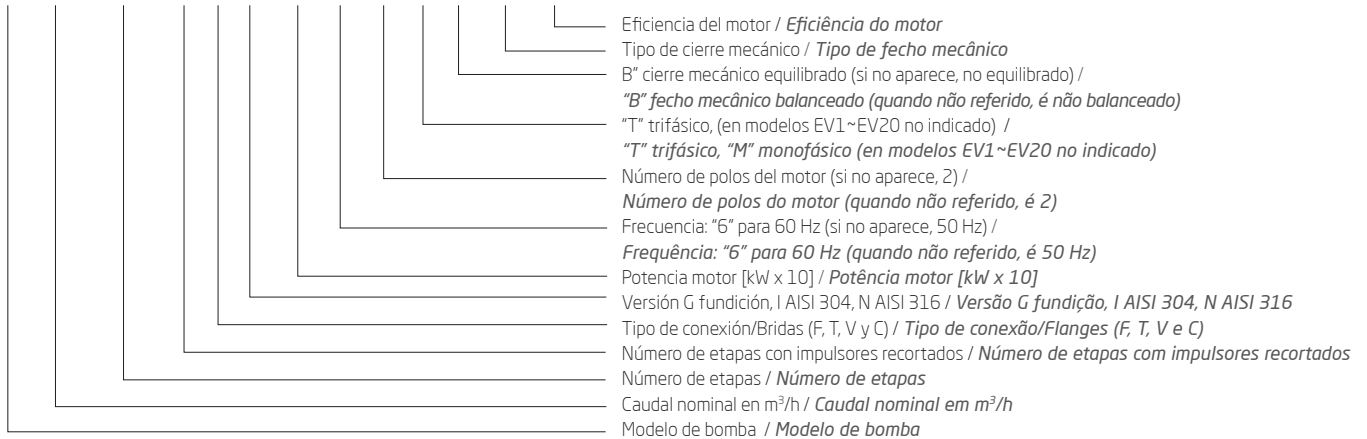 Eficiencia del motor / Eficiência do motor
Tipo de cierre mecánico / Tipo de fecho mecânico
B" cierre mecánico equilibrado (si no aparece, no equilibrado) /
"B" fecho mecânico balanceado (quando não referido, é não balanceado)
"T" trifásico, (en modelos EV1~EV20 no indicado) /
"T" trifásico, "M" monofásico (en modelos EV1~EV20 no indicado)
Número de polos del motor (si no aparece, 2) /
Número de polos do motor (quando não referido, é 2)
Frecuencia: "6" para 60 Hz (si no aparece, 50 Hz) /
Frequência: "6" para 60 Hz (quando não referido, é 50 Hz)
Potencia motor [kW x 10] / Potência motor [kW x 10]
Versión G fundición, I AISI 304, N AISI 316 / Versão G fundição, I AISI 304, N AISI 316
Tipo de conexión/Bridas (F, T, V y C) / Tipo de conexão/Flanges (F, T, V e C)
Número de etapas con impulsores recortados / Número de etapas com impulsores recortados
Número de etapas / Número de etapas
Caudal nominal en m³/h / Caudal nominal em m³/h
Modelo de bomba / Modelo de bomba